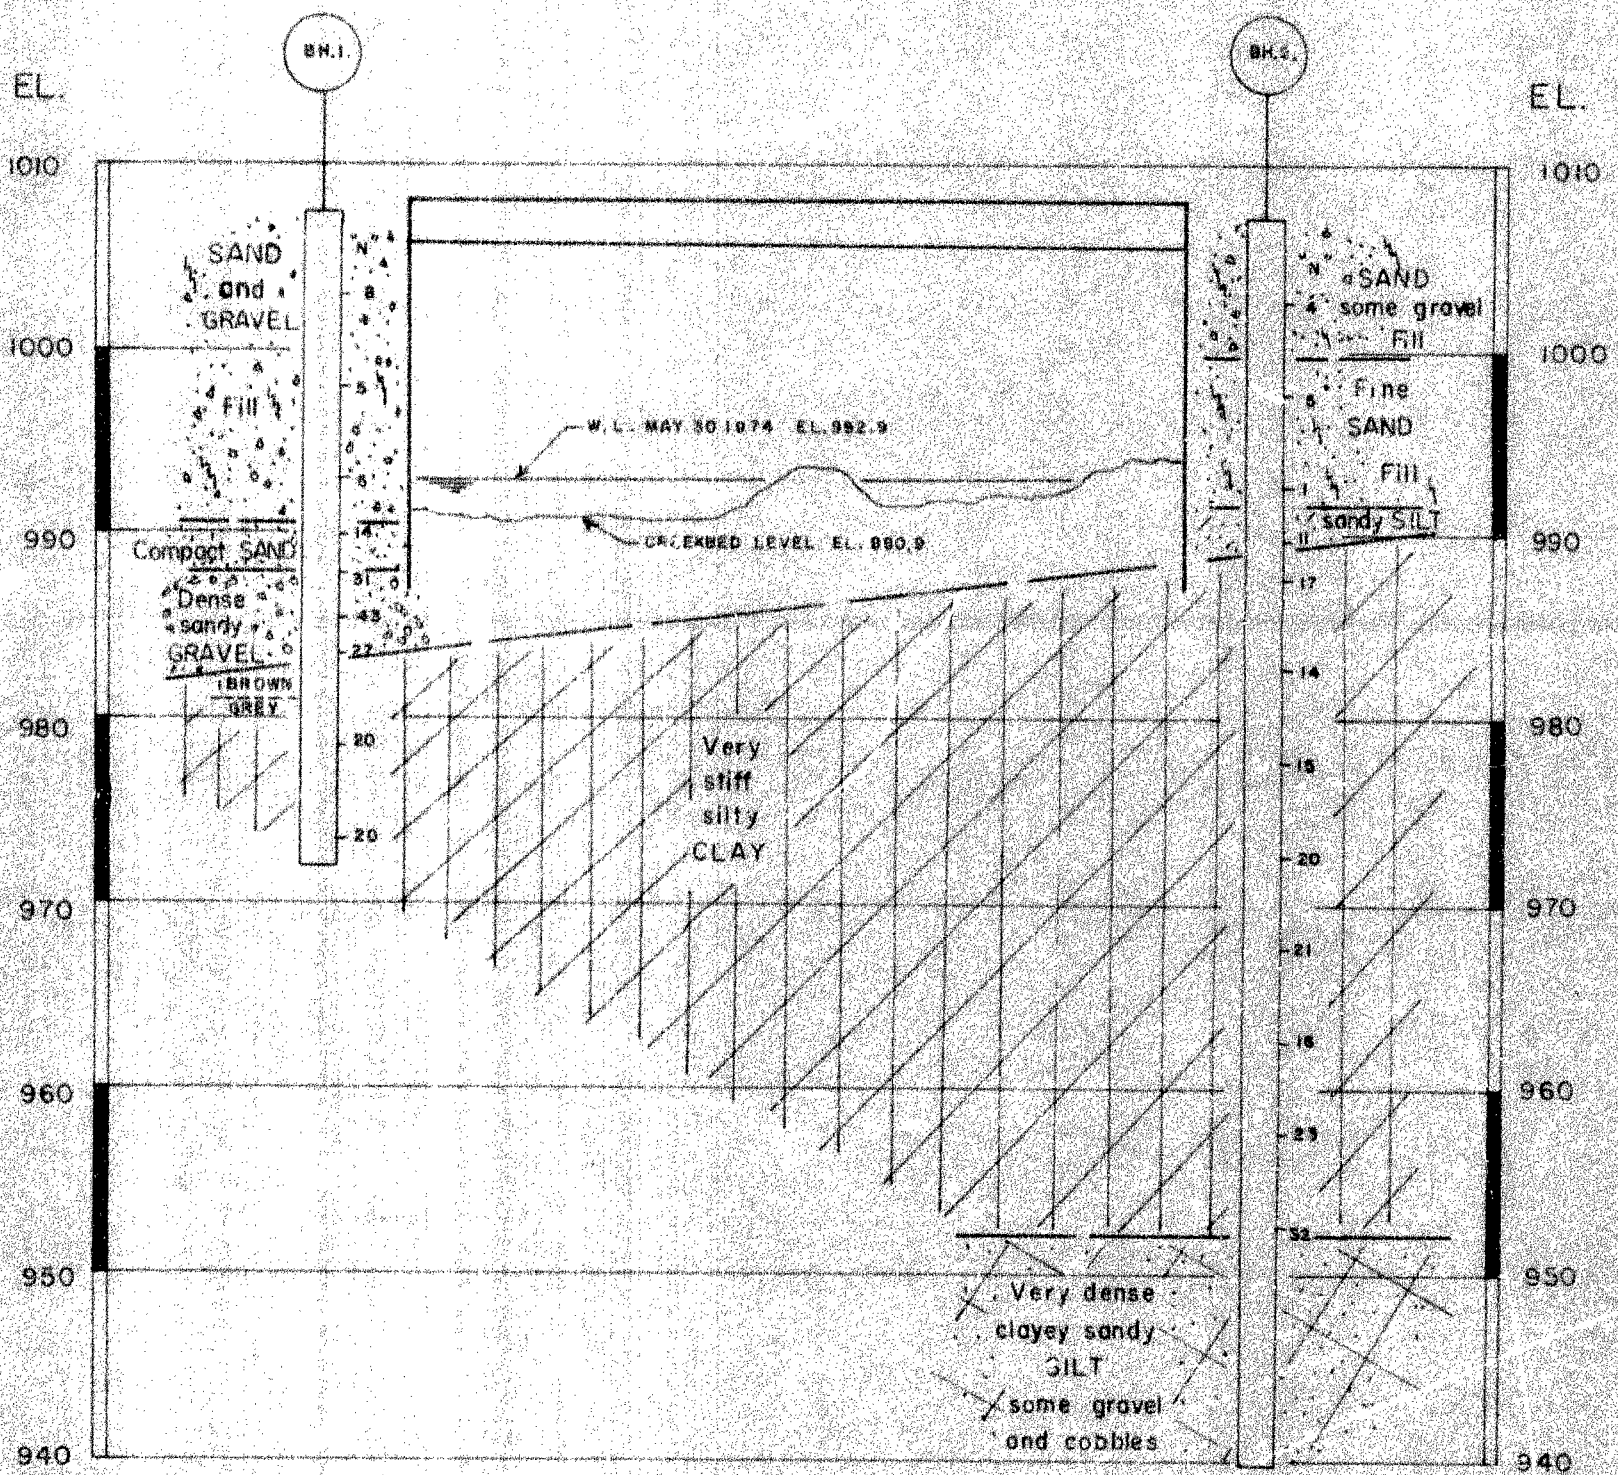 BH.1.
EL.
EL.
1010
1010
SAND
and
GRAVEL
Fill
Compact SAND
Dense
sandy
GRAVEL
BROWN
GREY
"N"
8
5
5
14
31
43
27
20
20
W.L. MAY 30 1974 EL. 992.9
CREEKBED LEVEL EL. 990.9
Very
stiff
silty
CLAY
"N"
4
SAND
some gravel
Fill
Fine
SAND
Fill
sandy SILT
11
17
14
15
20
21
16
23
52
Very dense
clayey sandy
SILT
some gravel
and cobbles
1000
990
980
970
960
950
940
1000
990
980
970
960
950
940